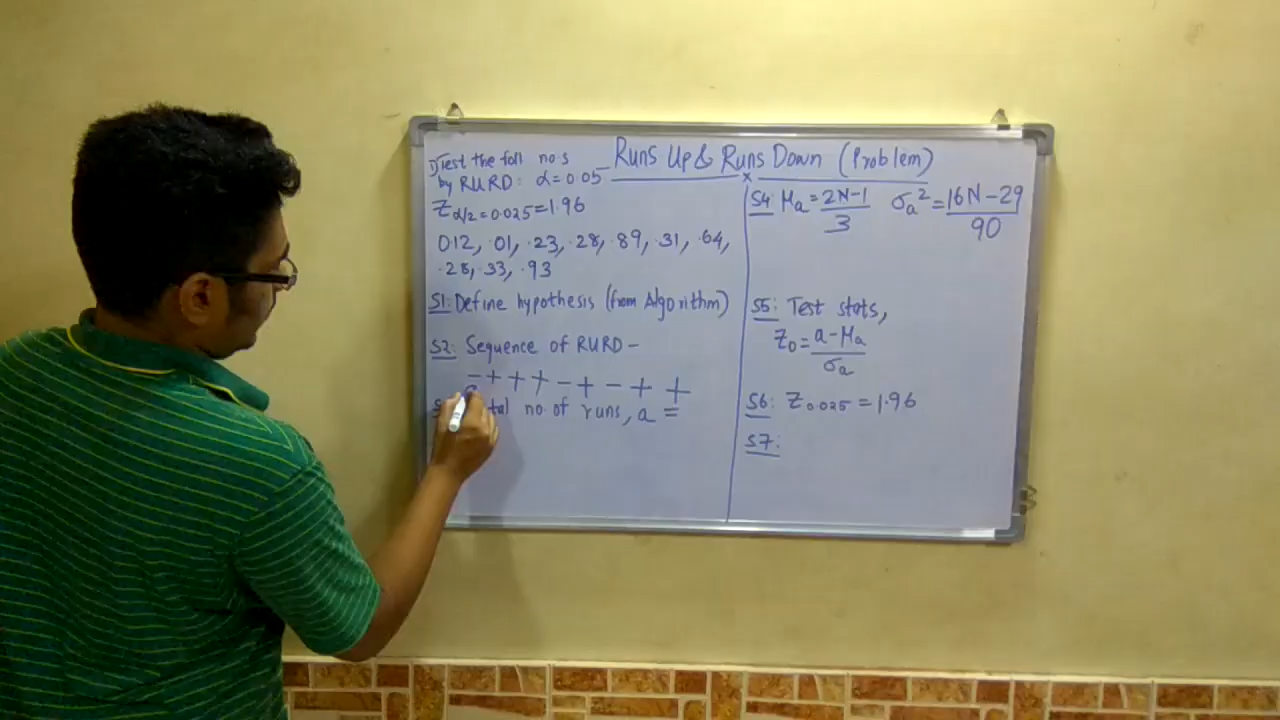 Runs Up & Runs Down (Problem)
1) Test the foll no.s
by RURD: α=0.05
Z α/2=0.025=1.96
012, .01, .23, .28, .89, .31, .64,
.28, .33, .93
S1: Define hypothesis (from Algorithm)
S2: Sequence of RURD –
– + + + – + – + +
no. of runs, a =
S4 Ma = 2N–1/3 σa² = 16N–29/90
S5: Test stats,
Z0 = a–Ma/σa
S6: Z0.025 = 1.96
S7: